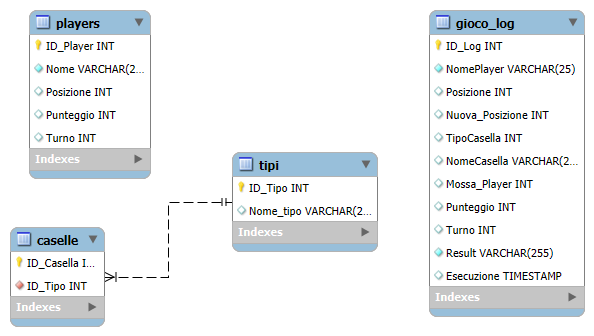 players
ID_Player INT
Nome VARCHAR(2...
Posizione INT
Punteggio INT
Turno INT
Indexes
gioco_log
ID_Log INT
NomePlayer VARCHAR(25)
Posizione INT
Nuova_Posizione INT
TipoCasella INT
NomeCasella VARCHAR(2...
Mossa_Player INT
Punteggio INT
Turno INT
Result VARCHAR(255)
Esecuzione TIMESTAMP
Indexes
tipi
ID_Tipo INT
Nome_tipo VARCHAR(2...
Indexes
caselle
ID_Casella I...
ID_Tipo INT
Indexes